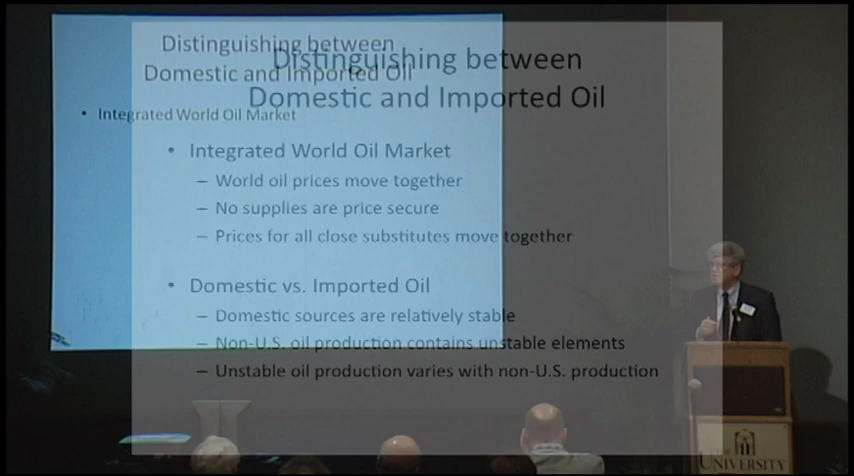 Distinguishing between
Domestic and Imported Oil
• Integrated World Oil Market
Distinguishing between
Domestic and Imported Oil
• Integrated World Oil Market
– World oil prices move together
– No supplies are price secure
– Prices for all close substitutes move together
• Domestic vs. Imported Oil
– Domestic sources are relatively stable
– Non-U.S. oil production contains unstable elements
– Unstable oil production varies with non-U.S. production
UNIVERSITY